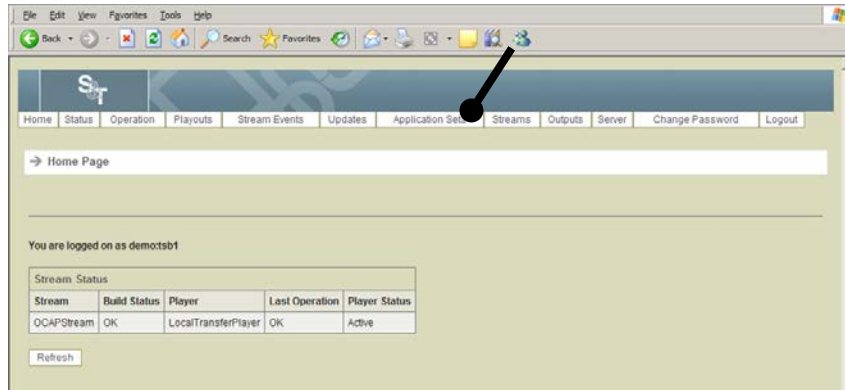 File Edit View Favorites Tools Help
Back Search Favorites
S&T
Home Status Operation Playouts Stream Events Updates Application Sets Streams Outputs Server Change Password Logout
Home Page
You are logged on as demo:tsb1
Stream Status
Stream Build Status Player Last Operation Player Status
OCAPStream OK LocalTransferPlayer OK Active
Refresh